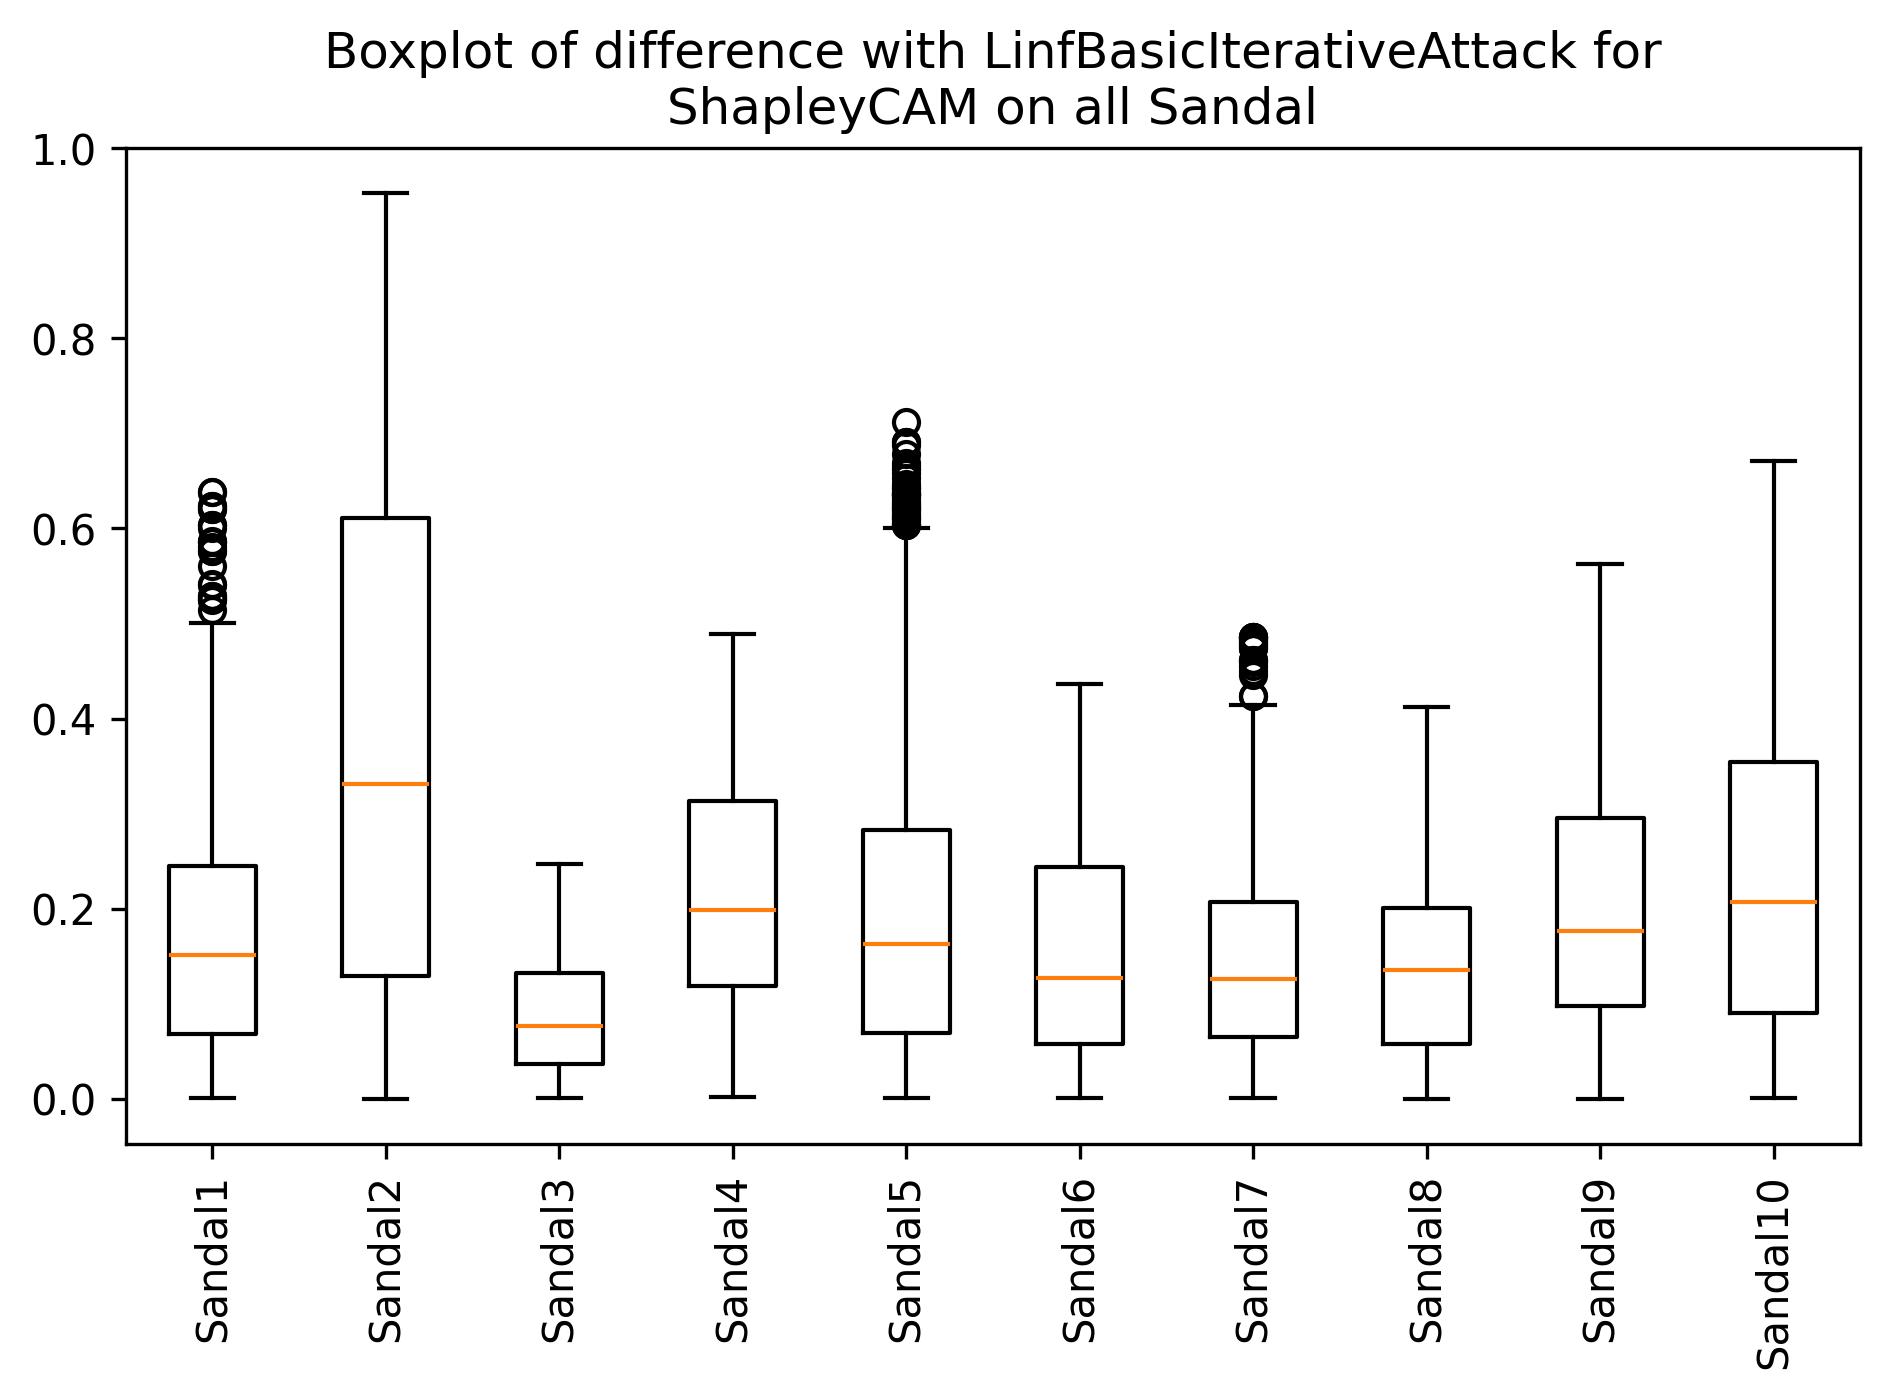 Boxplot of difference with LinfBasicIterativeAttack for
ShapleyCAM on all Sandal
1.0
0.8
0.6
0.4
0.2
0.0
Sandal1
Sandal2
Sandal3
Sandal4
Sandal5
Sandal6
Sandal7
Sandal8
Sandal9
Sandal10